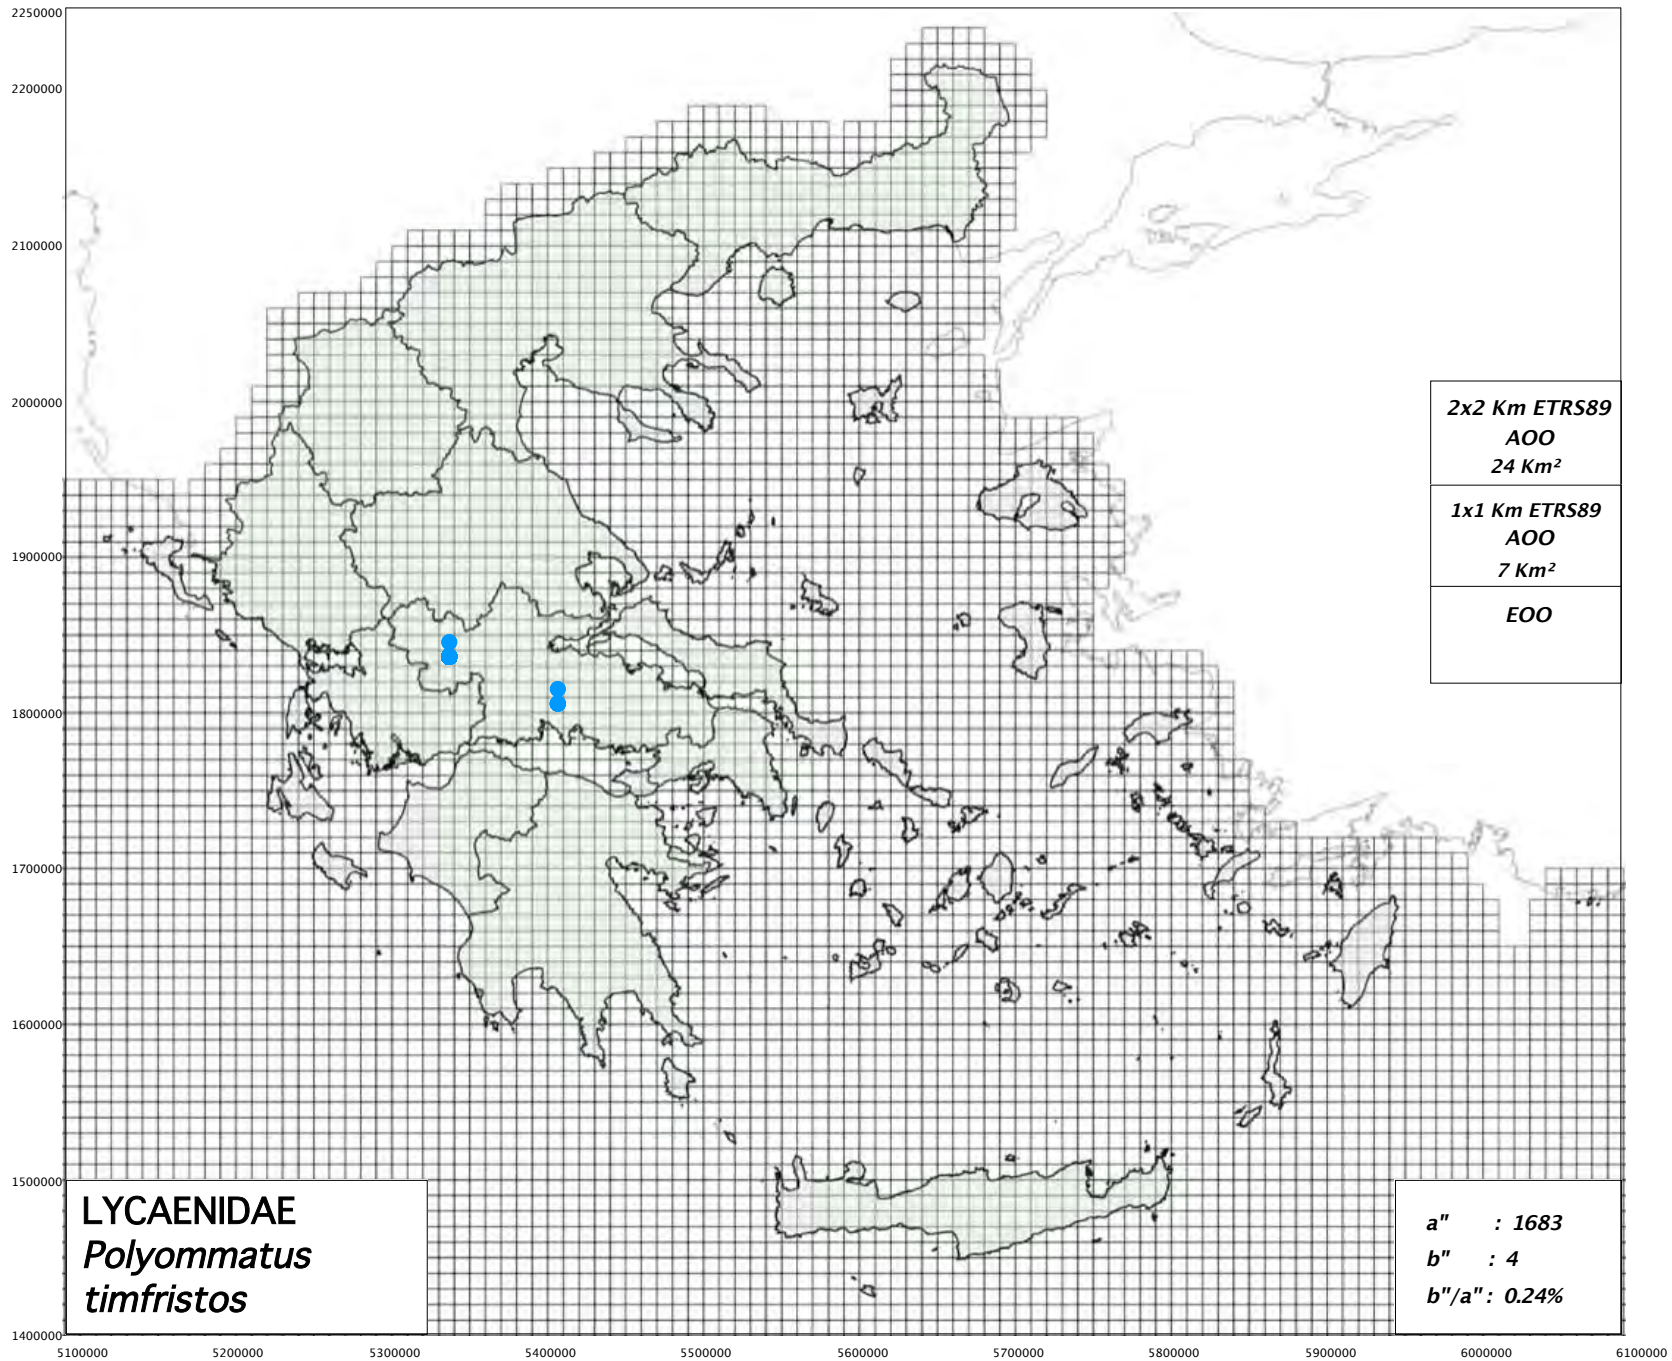 2250000
2200000
2100000
2000000
1900000
1800000
1700000
1600000
1500000
1400000
2x2 Km ETRS89
AOO
24 Km²
1x1 Km ETRS89
AOO
7 Km²
EOO
LYCAENIDAE
Polyommatus
timfristos
a" : 1683
b" : 4
b"/a" : 0.24%
5100000 5200000 5300000 5400000 5500000 5600000 5700000 5800000 5900000 6000000 6100000